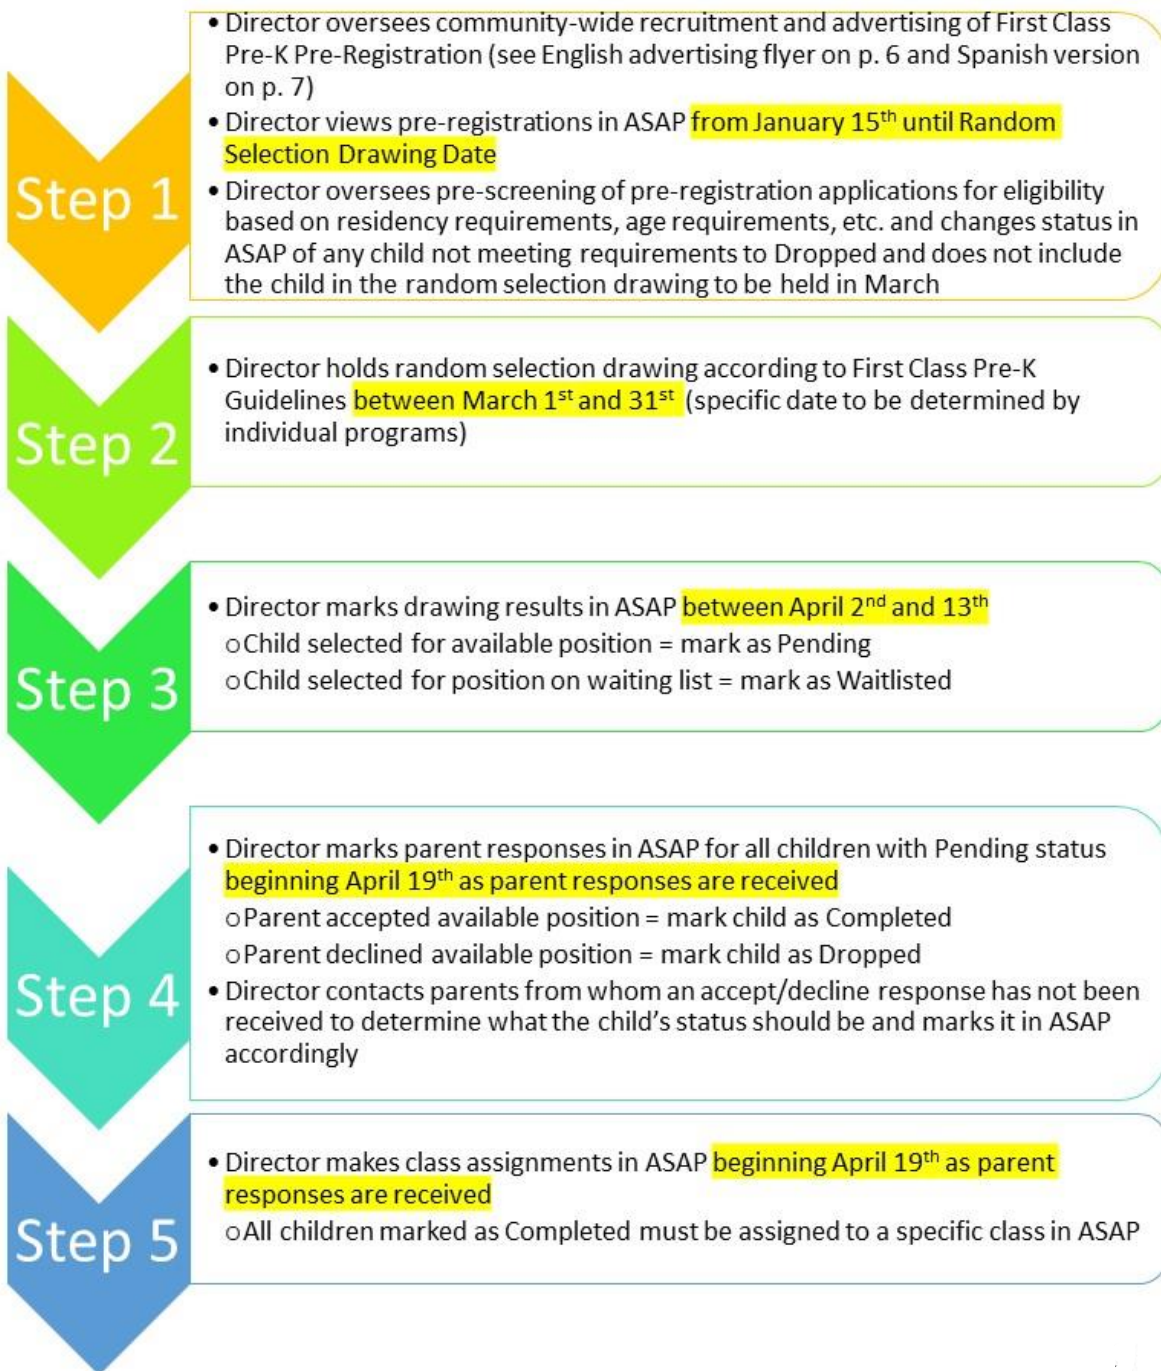 Step 1
• Director oversees community-wide recruitment and advertising of First Class
Pre-K Pre-Registration (see English advertising flyer on p. 6 and Spanish version
on p. 7)
• Director views pre-registrations in ASAP from January 15th until Random
Selection Drawing Date
• Director oversees pre-screening of pre-registration applications for eligibility
based on residency requirements, age requirements, etc. and changes status in
ASAP of any child not meeting requirements to Dropped and does not include
the child in the random selection drawing to be held in March
Step 2
• Director holds random selection drawing according to First Class Pre-K
Guidelines between March 1st and 31st (specific date to be determined by
individual programs)
Step 3
• Director marks drawing results in ASAP between April 2nd and 13th
o Child selected for available position = mark as Pending
o Child selected for position on waiting list = mark as Waitlisted
Step 4
• Director marks parent responses in ASAP for all children with Pending status
beginning April 19th as parent responses are received
o Parent accepted available position = mark child as Completed
o Parent declined available position = mark child as Dropped
• Director contacts parents from whom an accept/decline response has not been
received to determine what the child's status should be and marks it in ASAP
accordingly
Step 5
• Director makes class assignments in ASAP beginning April 19th as parent
responses are received
o All children marked as Completed must be assigned to a specific class in ASAP